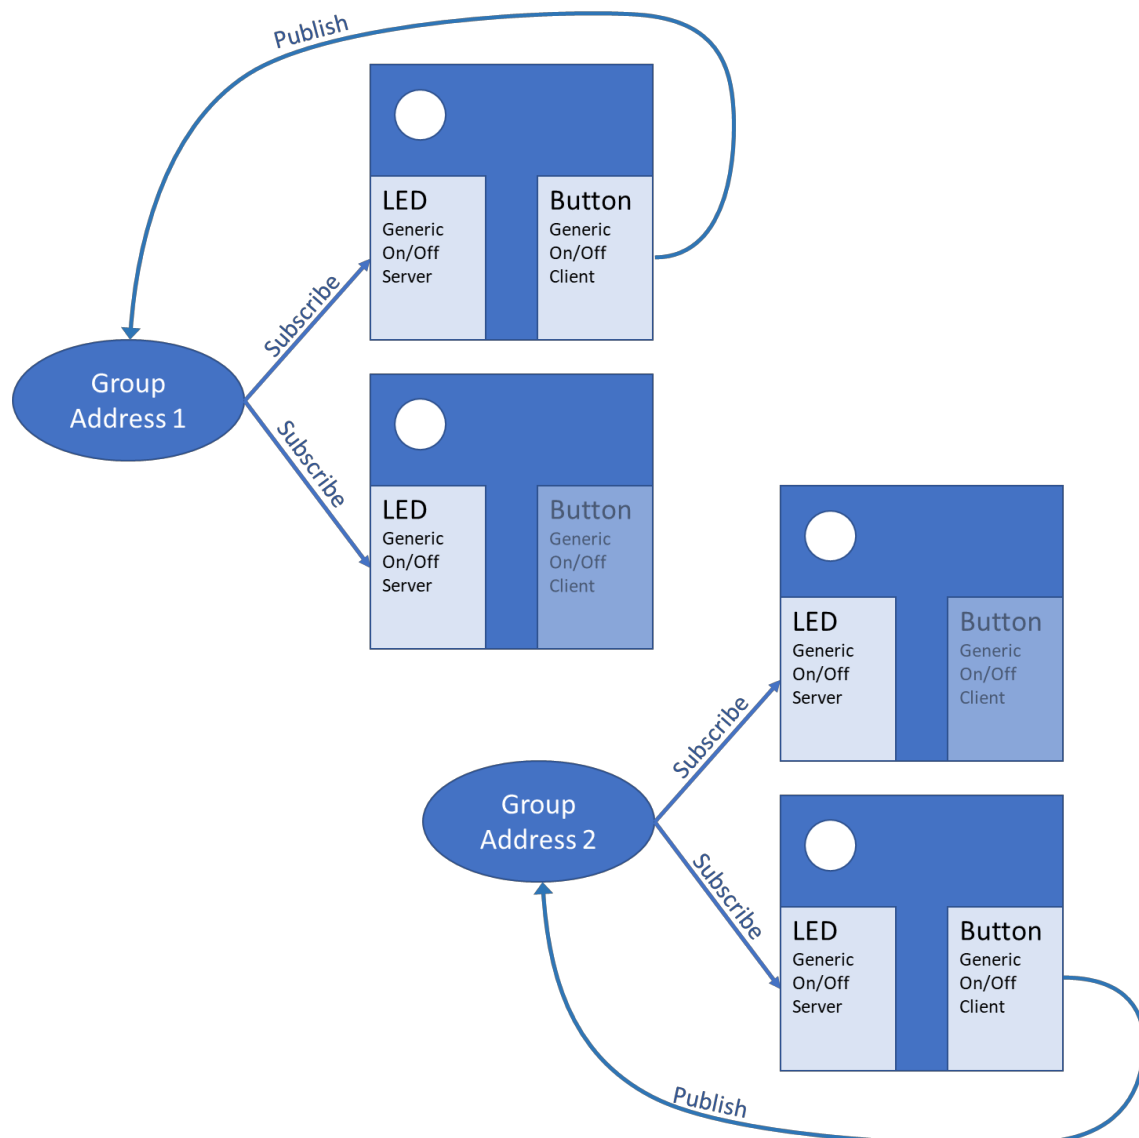 Publish
LED
Generic
On/Off
Server
Button
Generic
On/Off
Client
Subscribe
Group
Address 1
Subscribe
LED
Generic
On/Off
Server
Button
Generic
On/Off
Client
LED
Generic
On/Off
Server
Button
Generic
On/Off
Client
Subscribe
Group
Address 2
Subscribe
LED
Generic
On/Off
Server
Button
Generic
On/Off
Client
Publish